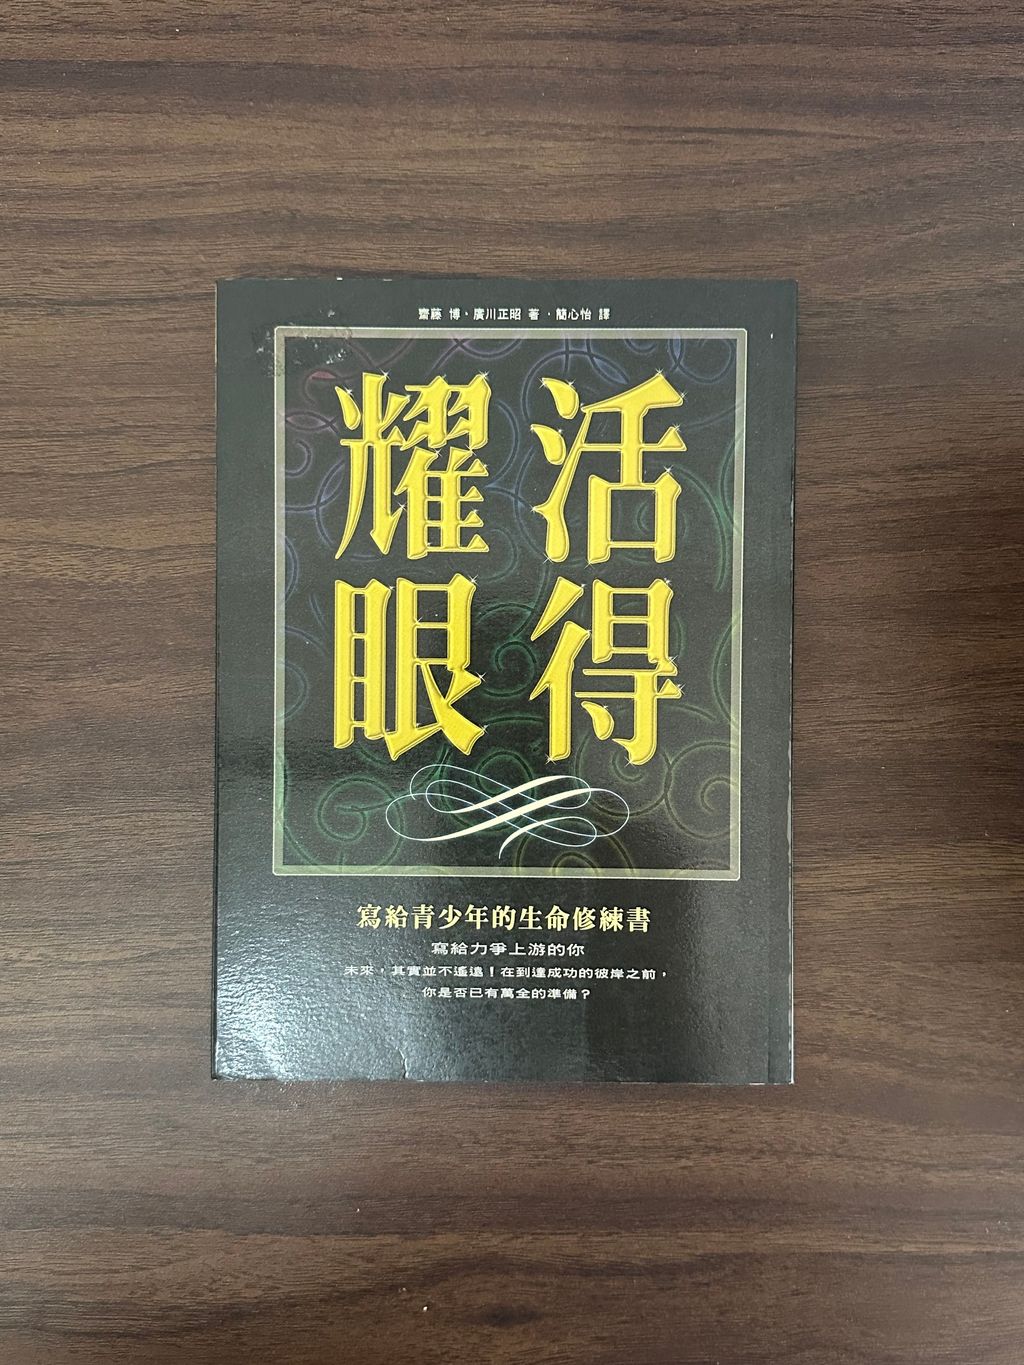 齋藤 博、廣川正昭 著・簡心怡 譯
活得
耀眼
寫給青少年的生命修練書
寫給力爭上游的你
未來，其實並不遙遠！在到達成功的彼岸之前，
你是否已有萬全的準備？